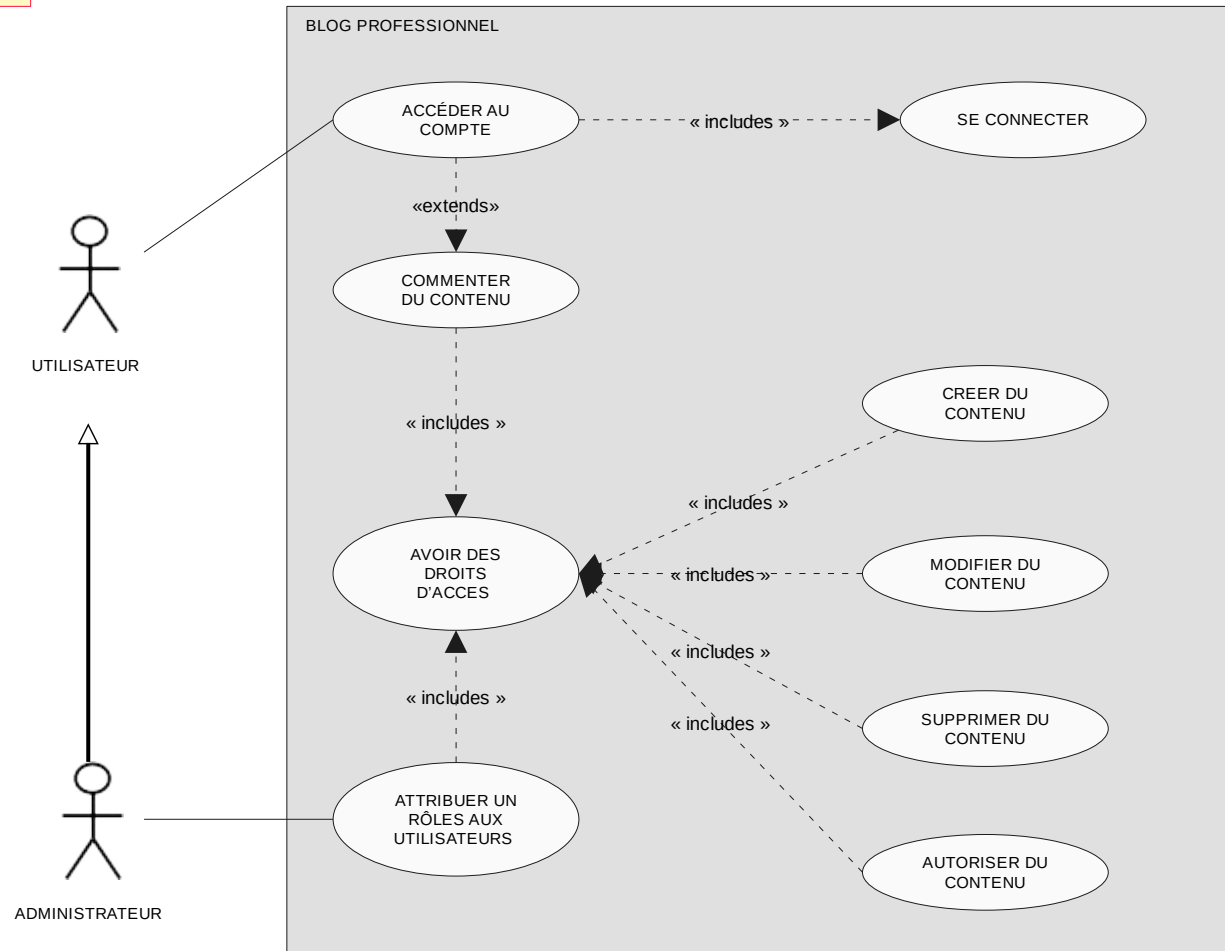 BLOG PROFESSIONNEL
ACCÉDER AU
COMPTE
« includes »
SE CONNECTER
«extends»
COMMENTER
DU CONTENU
UTILISATEUR
« includes »
CREER DU
CONTENU
« includes »
AVOIR DES
DROITS
D'ACCES
« includes »
MODIFIER DU
CONTENU
« includes »
« includes »
« includes »
SUPPRIMER DU
CONTENU
ATTRIBUER UN
RÔLES AUX
UTILISATEURS
AUTORISER DU
CONTENU
ADMINISTRATEUR